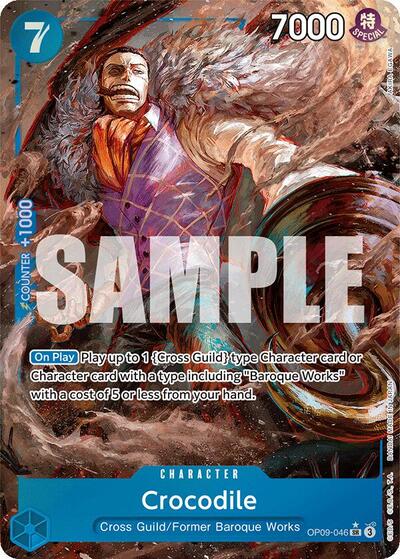 7
7000
特
SPECIAL
COUNTER +1000
SAMPLE
On Play Play up to 1 {Cross Guild} type Character card or
Character card with a type including "Baroque Works"
with a cost of 5 or less from your hand.
CHARACTER
Crocodile
Cross Guild/Former Baroque Works
OP09-046 SR 3